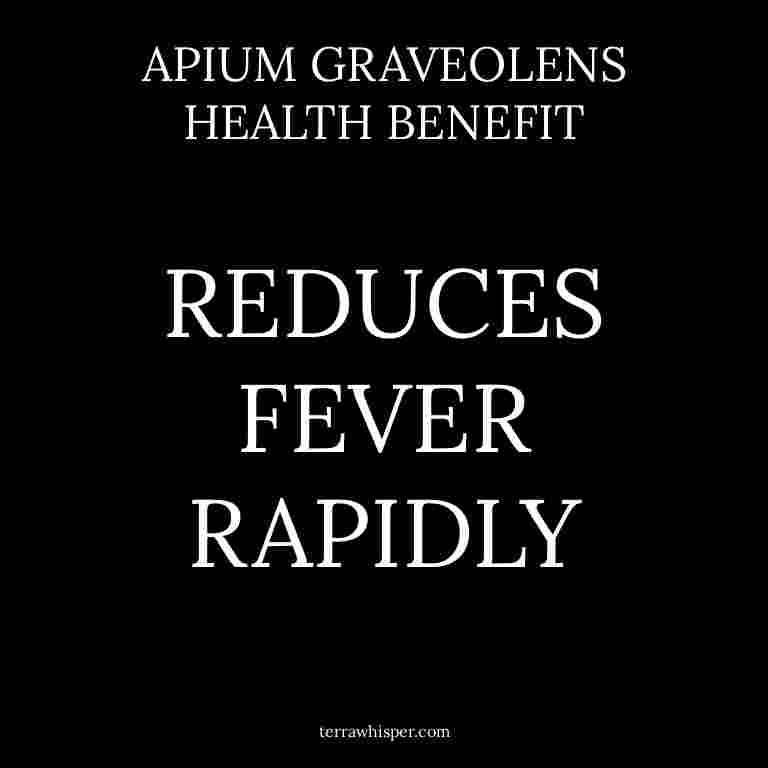 APIUM GRAVEOLENS
HEALTH BENEFIT
REDUCES
FEVER
RAPIDLY
terrawhisper.com